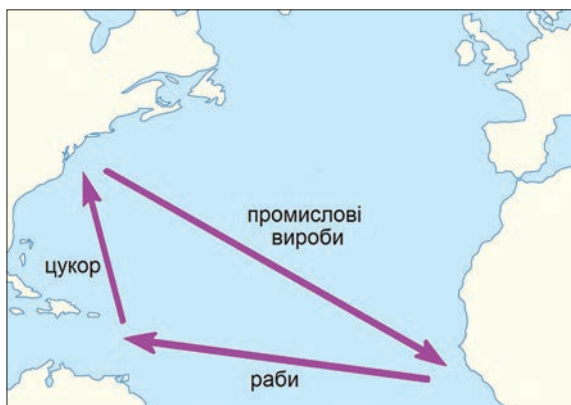 промислові
вироби
цукор
раби